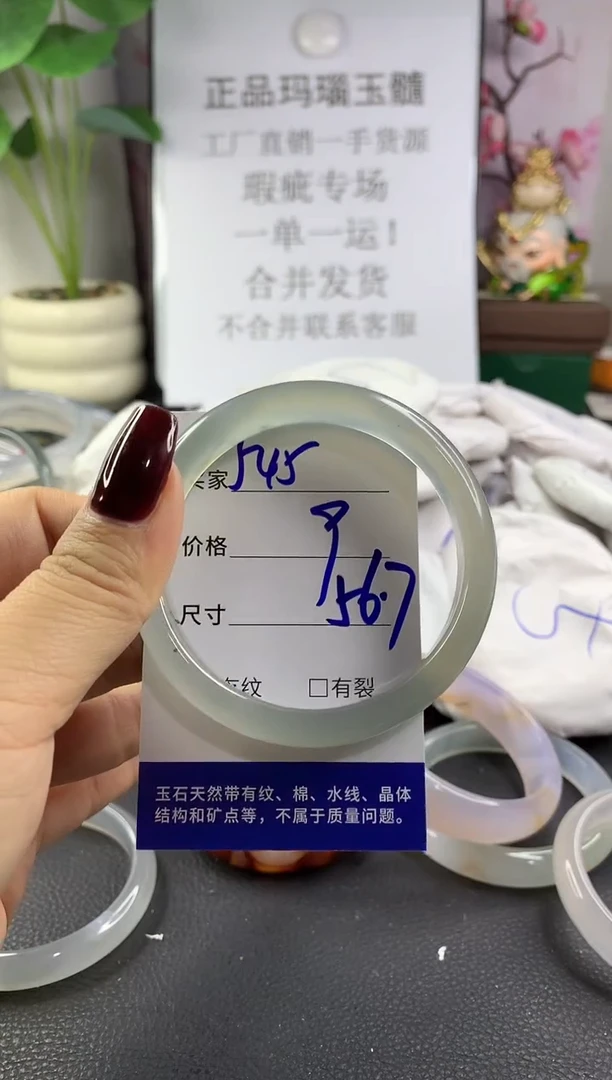 正品玛瑙玉髓
工厂直销一手货源
瑕疵专场
一单一运！
合并发货
不合并联系客服
家 545
价格
尺寸 56.7
有纹 □有裂
玉石天然带有纹、棉、水线、晶体
结构和矿点等，不属于质量问题。